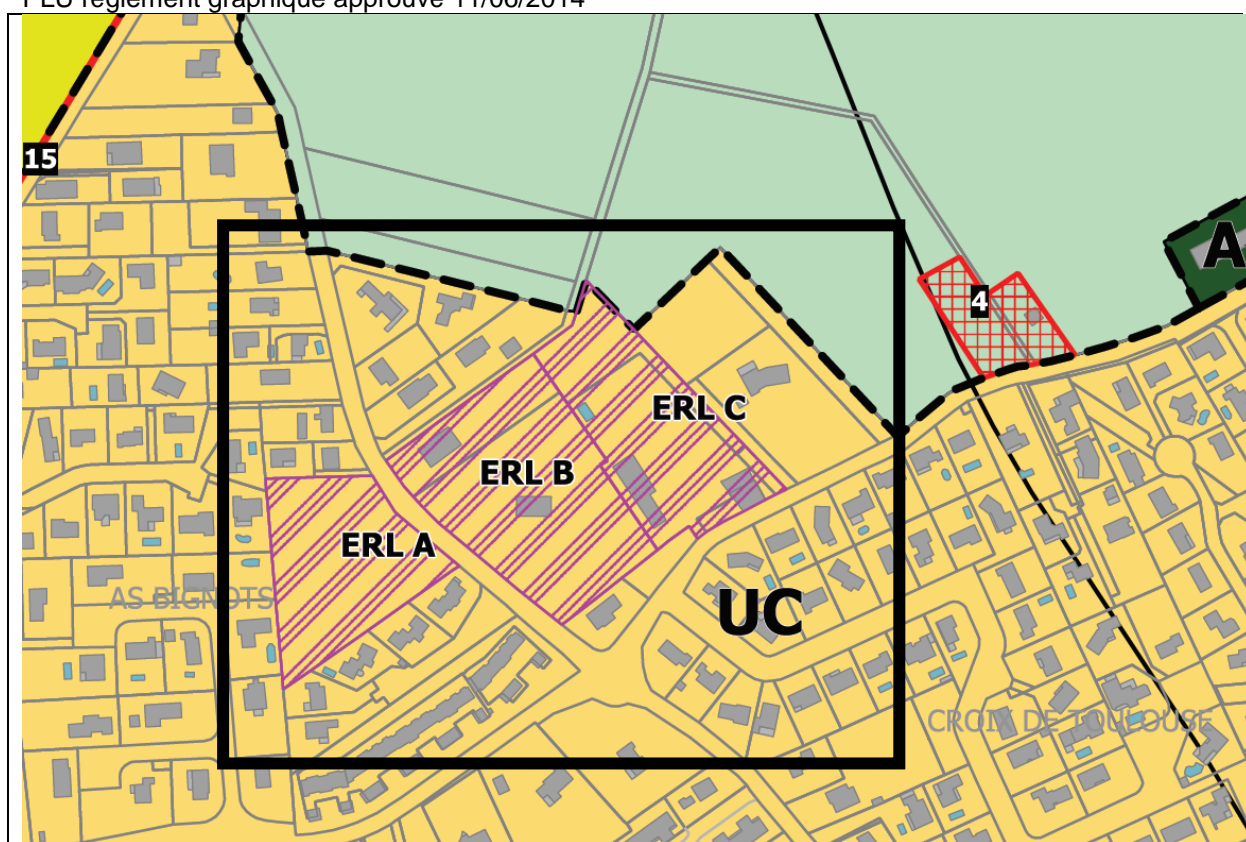 PLU règlement graphique approuvé 11/06/2014
15
A
4
ERL C
ERL B
ERL A
AS BIGNOTS
UC
CROIX DE TOULOUSE